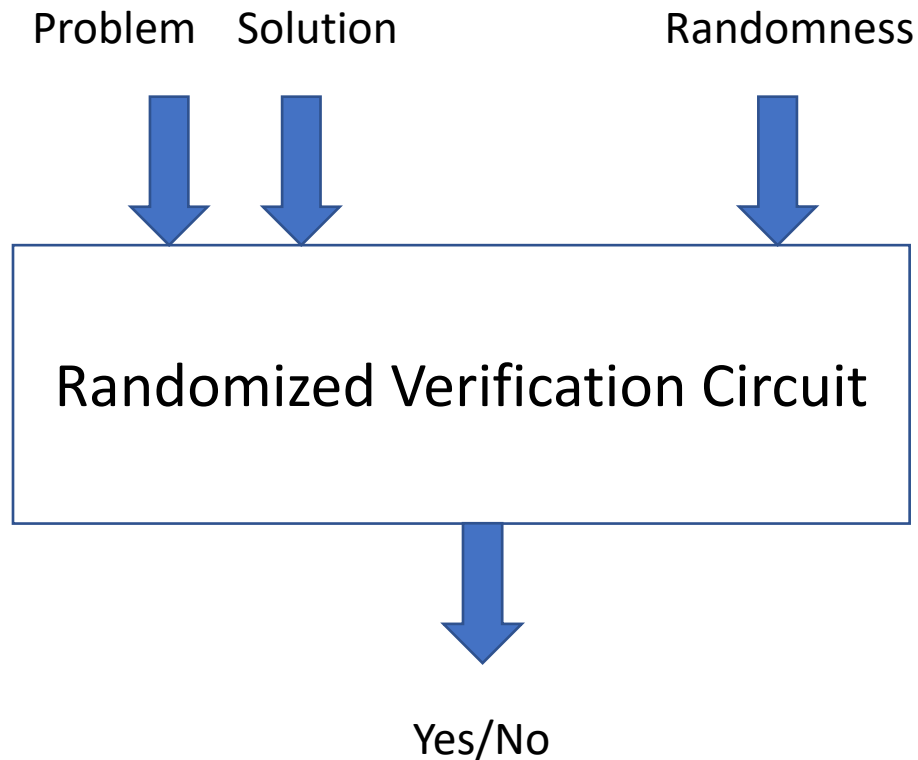 Problem Solution Randomness
Randomized Verification Circuit
Yes/No